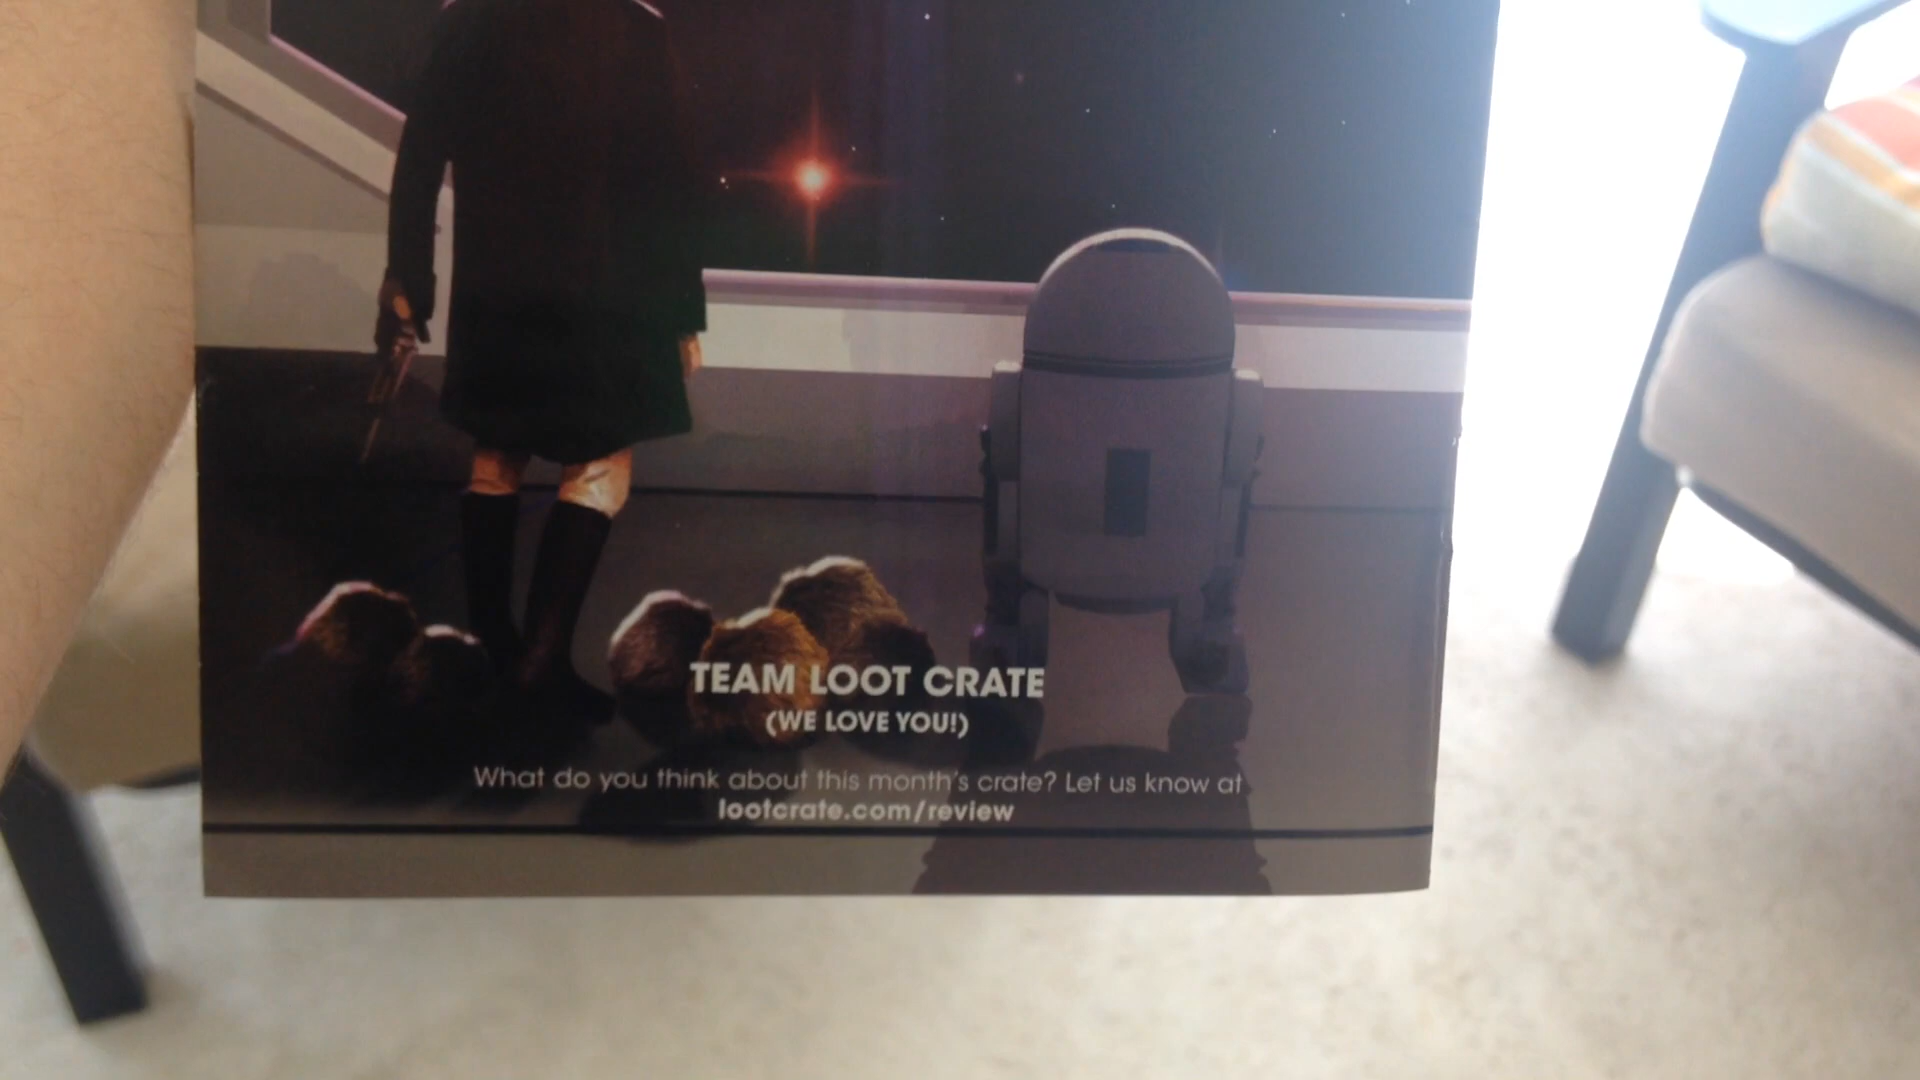 TEAM LOOT CRATE
(WE LOVE YOU!)
What do you think about this month's crate? Let us know at
lootcrate.com/review